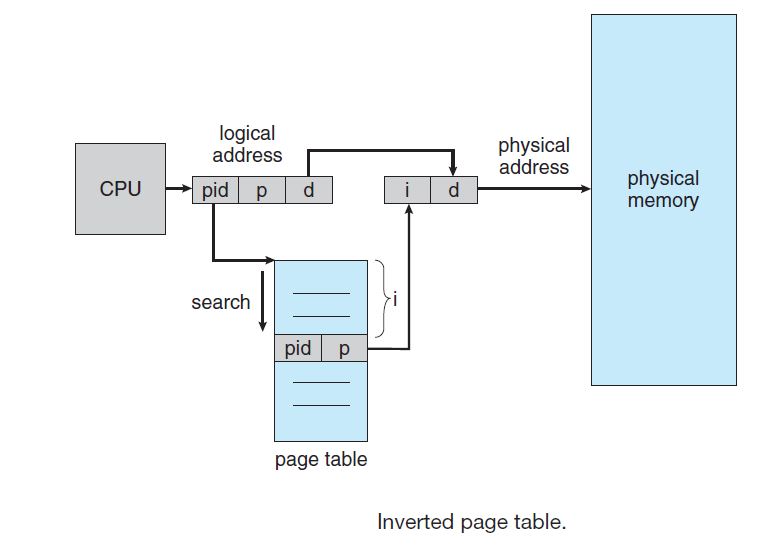 logical
address
physical
address
CPU
pid p d
i d
physical
memory
search
i
pid p
page table
Inverted page table.